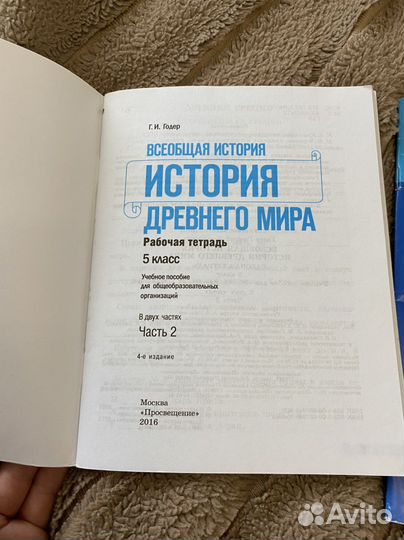 Г. И. Годер
ВСЕОБЩАЯ ИСТОРИЯ
ИСТОРИЯ
ДРЕВНЕГО МИРА
Рабочая тетрадь
5 класс
Учебное пособие
для общеобразовательных
организаций
В двух частях
Часть 2
4-е издание
Москва
«Просвещение»
2016
Avito